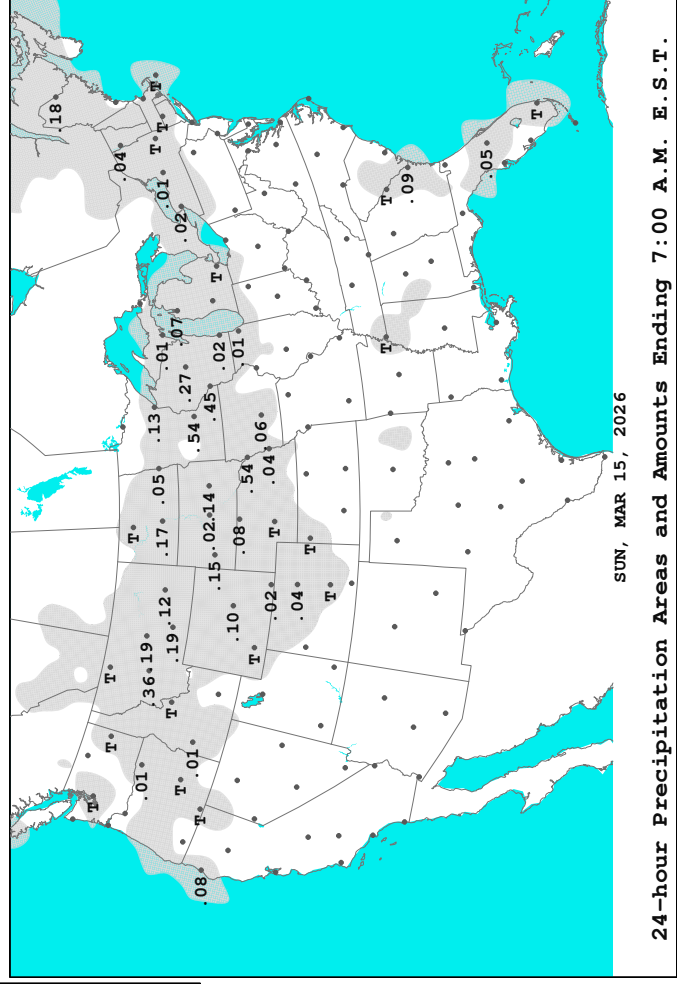 .18
T
T
T
.04
T
.01
.36
.19
.13
T
T
.05
.17
.01
.01
T
.12
T
.19
.07
T
.02
.27
.01
.54
T
.08
.02
.14
.45
.15
T
.02
.10
.01
.08
.54
T
.06
.04
.02
T
.04
T
T
T
T
.09
.05
T
SUN, MAR 15, 2026
24-hour Precipitation Areas and Amounts Ending 7:00 A.M. E.S.T.